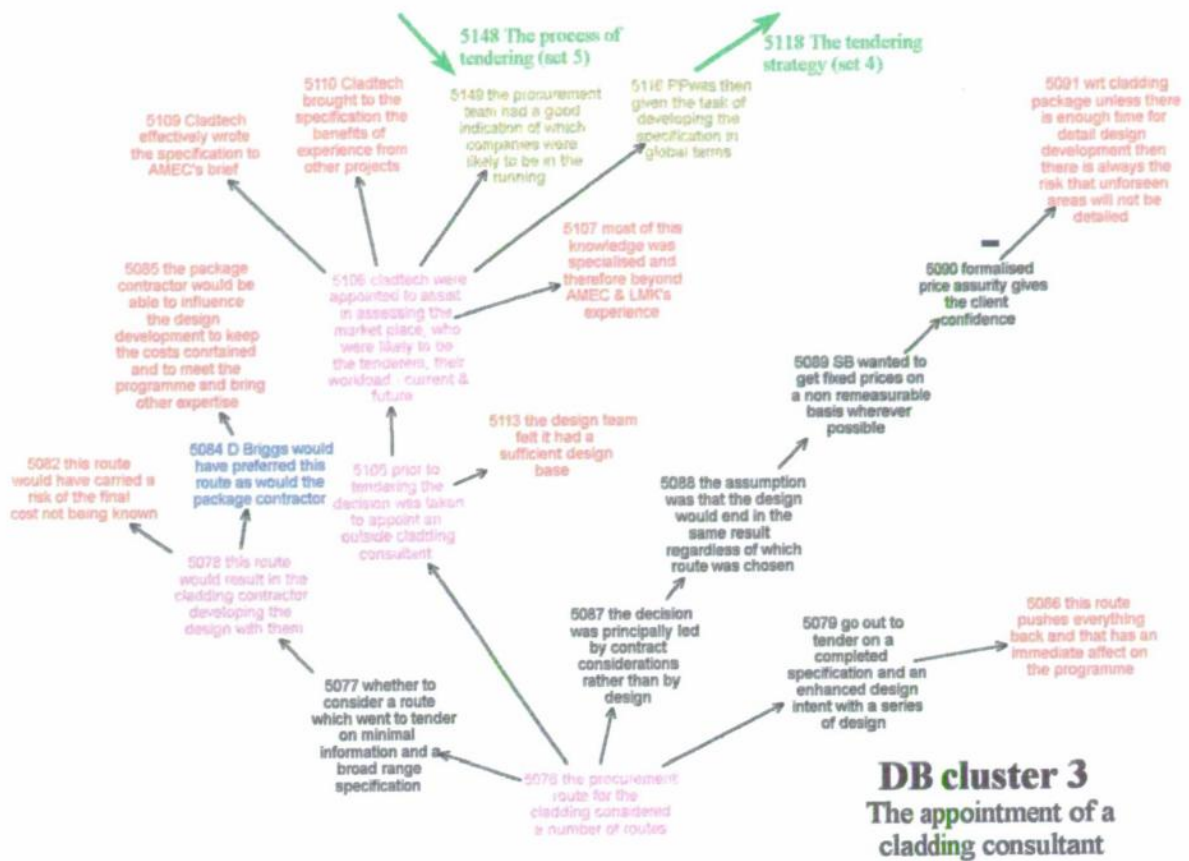 5148 The process of
tendering (set 5)
5118 The tendering
strategy (set 4)
5109 Cladtech
effectively wrote
the specification to
AMEC's brief
5110 Cladtech
brought to the
specification the
benefits of
experience from
other projects
5149 the procurement
team had a good
indication of which
companies were
likely to be in the
running
5116 PPwas then
given the task of
developing the
specification in
global terms
5091 wrt cladding
package unless there
is enough time for
detail design
development then
there is always the
risk that unforseen
areas will not be
detailed
5085 the package
contractor would be
able to influence
the design
development to keep
the costs conrtained
and to meet the
programme and bring
other expertise
5106 cladtech were
appointed to assist
in assessing the
market place, who
were likely to be
the tenderers, their
workload - current &
future
5107 most of this
knowledge was
specialised and
therefore beyond
AMEC & LMK's
experience
-
5090 formalised
price assurity gives
the client
confidence
5089 SB wanted to
get fixed prices on
a non remeasurable
basis wherever
possible
5082 this route
would have carried a
risk of the final
cost not being known
5084 D Briggs would
have preferred this
route as would the
package contractor
5105 prior to
tendering the
decision was taken
to appoint an
outside cladding
consultant
5113 the design team
felt it had a
sufficient design
base
5088 the assumption
was that the design
would end in the
same result
regardless of which
route was chosen
5078 this route
would result in the
cladding contractor
developing the
design with them
5087 the decision
was principally led
by contract
considerations
rather than by
design
5079 go out to
tender on a
completed
specification and an
enhanced design
intent with a series
of design
5086 this route
pushes everything
back and that has an
immediate affect on
the programme
5077 whether to
consider a route
which went to tender
on minimal
information and a
broad range
specification
5076 the procurement
route for the
cladding considered
a number of routes
DB cluster 3
The appointment of a
cladding consultant